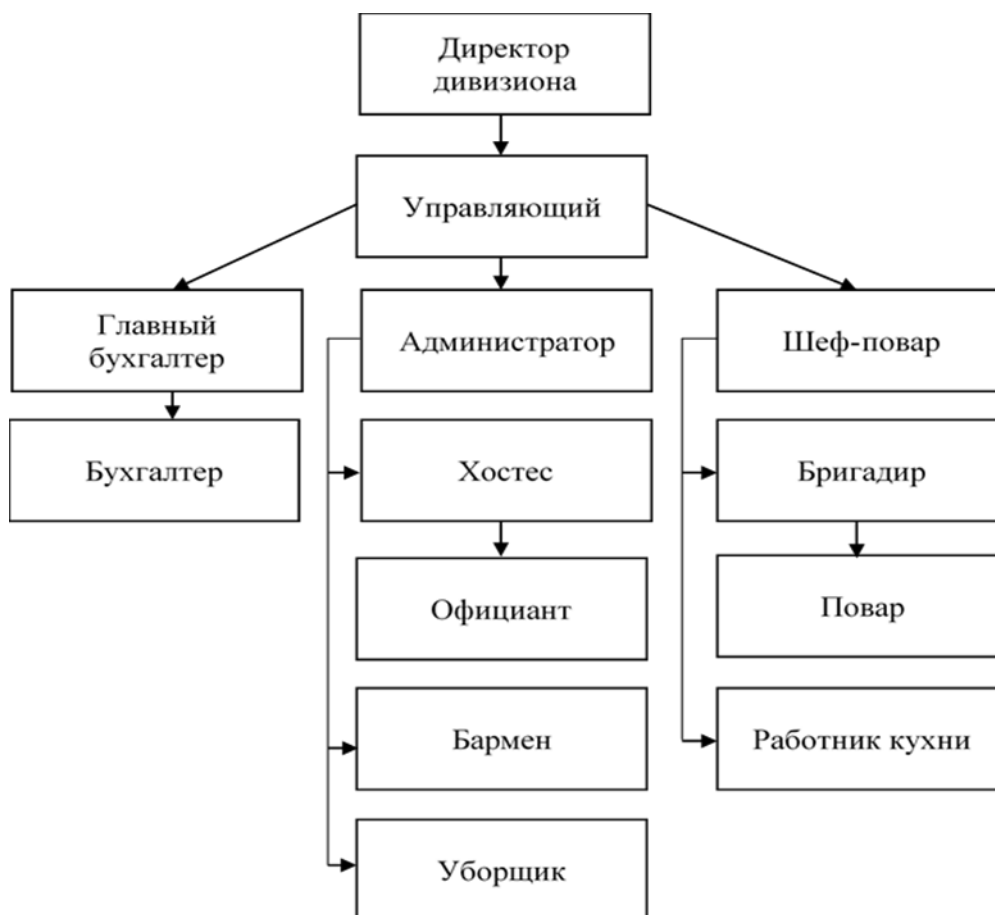 Директор
дивизиона
Управляющий
Главный
бухгалтер
Администратор
Шеф-повар
Бухгалтер
Хостес
Бригадир
Официант
Повар
Бармен
Работник кухни
Уборщик